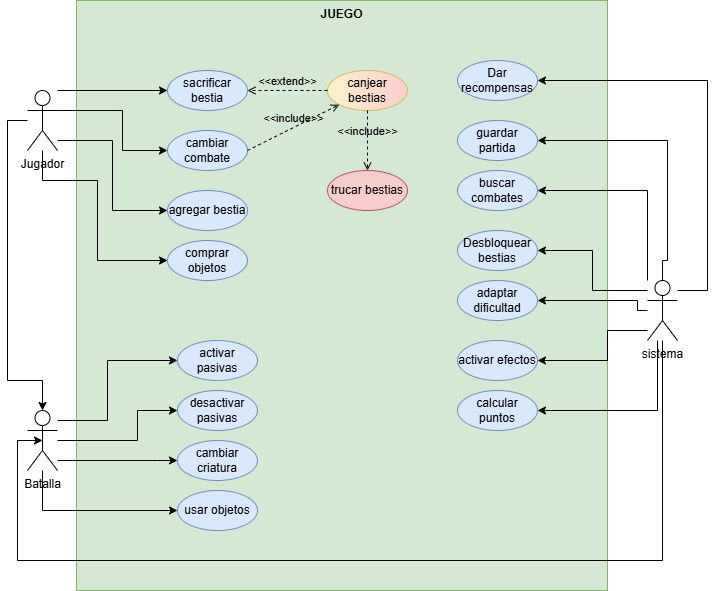 JUEGO
sacrificar
bestia
<<extend>>
canjear
bestias
Dar
recompensas
<<include>>
<<include>>
cambiar
combate
guardar
partida
Jugador
trucar bestias
buscar
combates
agregar bestia
comprar
objetos
Desbloquear
bestias
adaptar
dificultad
sistema
activar
pasivas
activar efectos
desactivar
pasivas
calcular
puntos
cambiar
criatura
Batalla
usar objetos